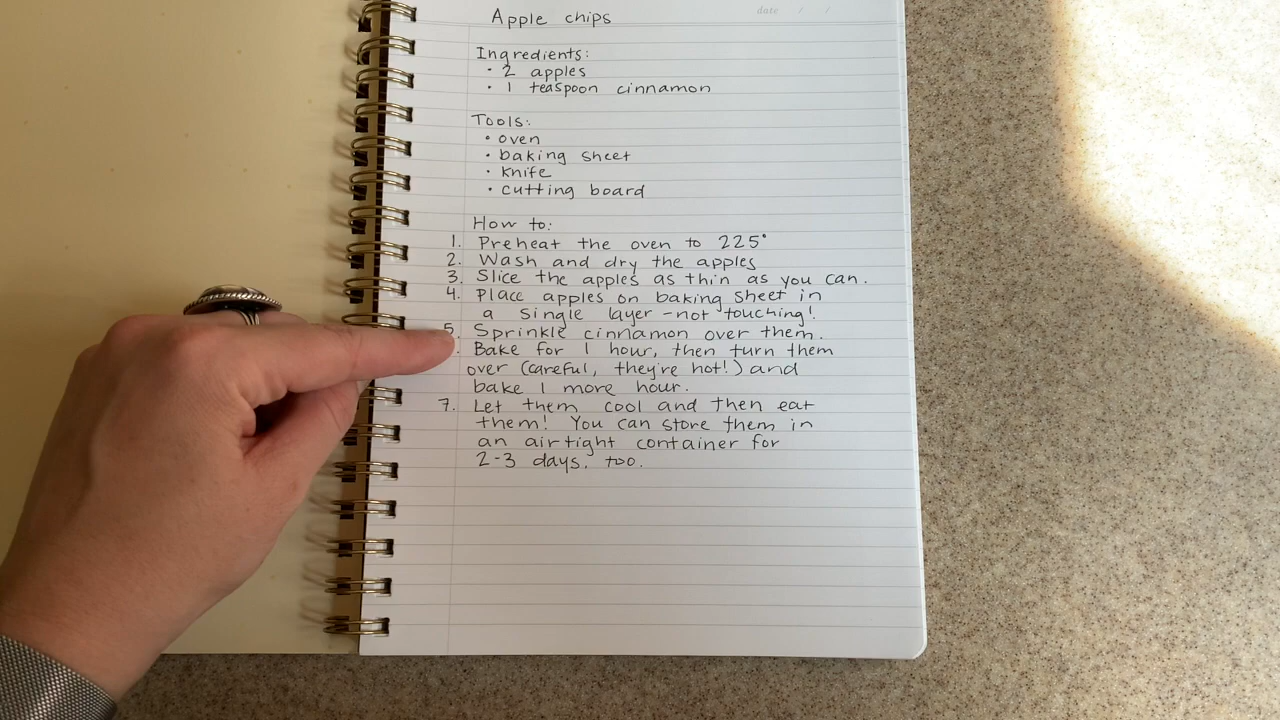 Apple chips
date / /
Ingredients:
• 2 apples
• 1 teaspoon cinnamon
Tools:
• oven
• baking sheet
• knife
• cutting board
How to:
1. Preheat the oven to 225°
2. Wash and dry the apples
3. Slice the apples as thin as you can.
4. Place apples on baking sheet in
a single layer - not touching!
5. Sprinkle cinnamon over them.
. Bake for 1 hour, then turn them
over (careful, they're hot!) and
bake 1 more hour.
7. Let them cool and then eat
them! You can store them in
an airtight container for
2-3 days. too.